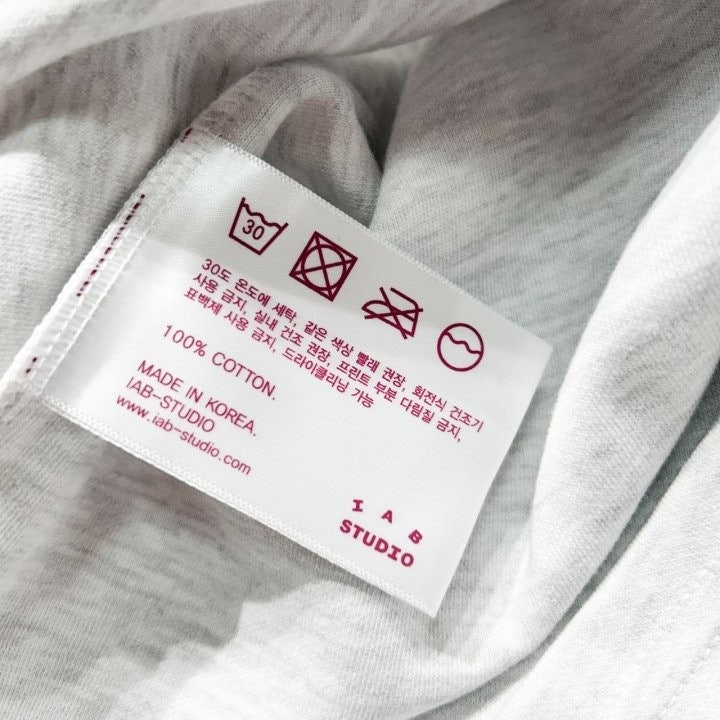 30
30도 온도에 세탁, 같은 색상 빨래 권장, 회전식 건조기
사용 금지, 실내 건조 권장, 프린트 부분 다림질 금지,
표백제 사용 금지, 드라이클리닝 가능
100% COTTON.
MADE IN KOREA.
IAB-STUDIO
www.iab-studio.com
I A B
STUDIO